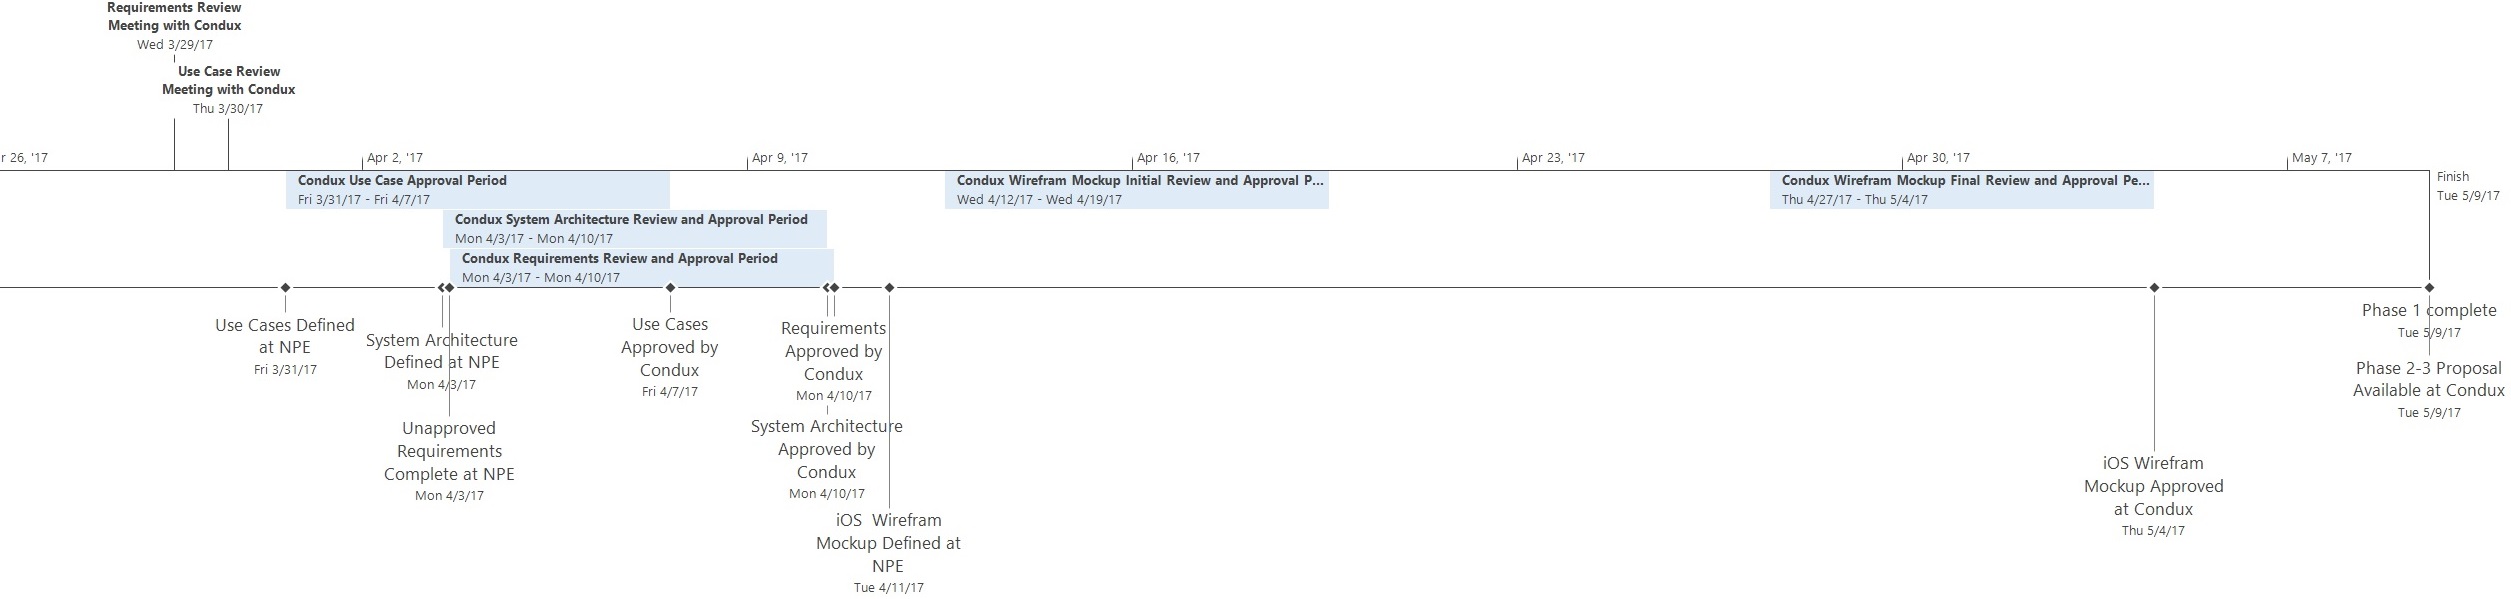 Requirements Review
Meeting with Condux
Wed 3/29/17
Use Case Review
Meeting with Condux
Thu 3/30/17
r 26, '17
Apr 2, '17
Apr 9, '17
Apr 16, '17
Apr 23, '17
Apr 30, '17
May 7, '17
Condux Use Case Approval Period
Fri 3/31/17 - Fri 4/7/17
Condux Wirefram Mockup Initial Review and Approval P...
Wed 4/12/17 - Wed 4/19/17
Condux Wirefram Mockup Final Review and Approval Pe...
Thu 4/27/17 - Thu 5/4/17
Finish
Tue 5/9/17
Condux System Architecture Review and Approval Period
Mon 4/3/17 - Mon 4/10/17
Condux Requirements Review and Approval Period
Mon 4/3/17 - Mon 4/10/17
Use Cases Defined
at NPE
Fri 3/31/17
System Architecture
Defined at NPE
Mon 4/3/17
Unapproved
Requirements
Complete at NPE
Mon 4/3/17
Use Cases
Approved by
Condux
Fri 4/7/17
Requirements
Approved by
Condux
Mon 4/10/17
System Architecture
Approved by
Condux
Mon 4/10/17
iOS  Wirefram
Mockup Defined at
NPE
Tue 4/11/17
iOS Wirefram
Mockup Approved
at Condux
Thu 5/4/17
Phase 1 complete
Tue 5/9/17
Phase 2-3 Proposal
Available at Condux
Tue 5/9/17